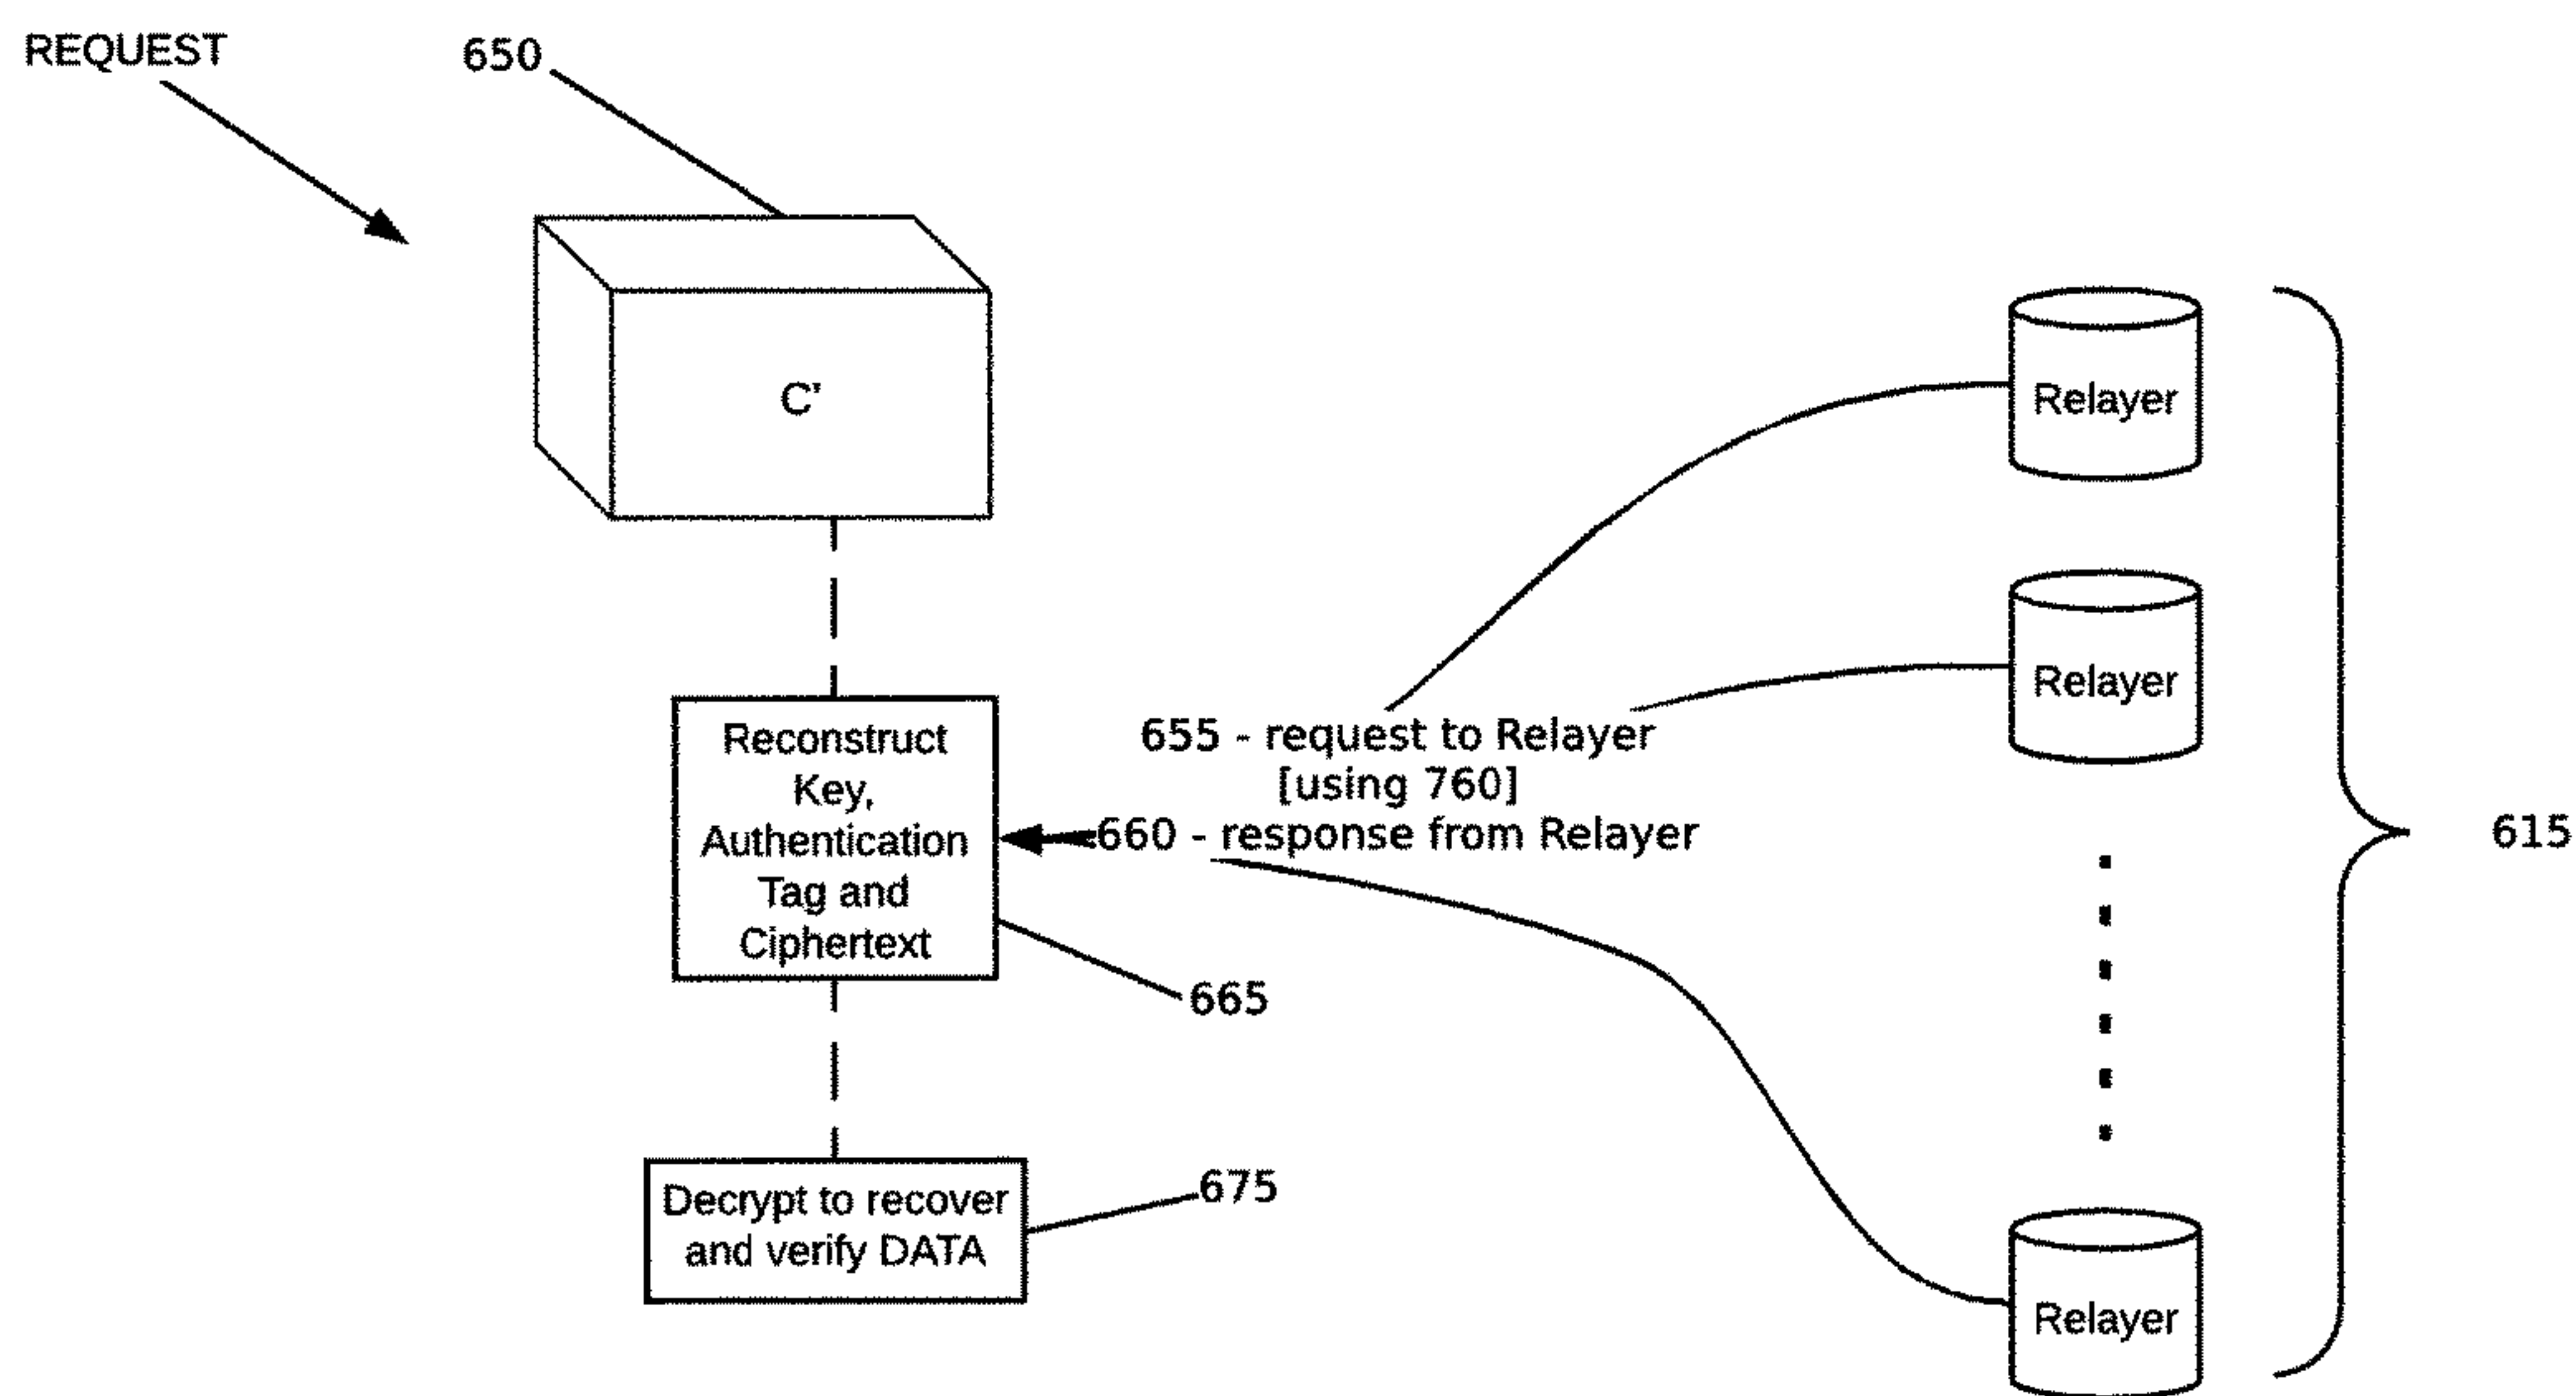 REQUEST
650
C'
Relayer
Relayer
655 - request to Relayer
[using 760]
660 - response from Relayer
615
Reconstruct
Key,
Authentication
Tag and
Ciphertext
665
675
Decrypt to recover
and verify DATA
Relayer